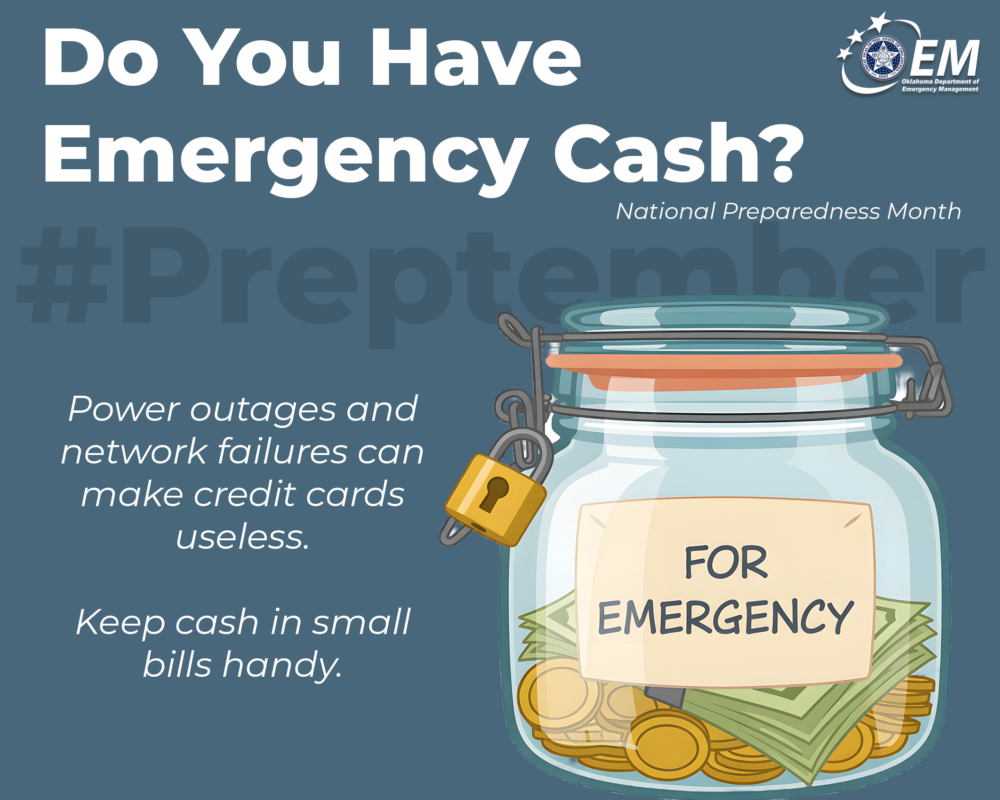 Do You Have
Emergency Cash?
GREAT SEAL OF THE STATE OF OKLAHOMA
1907
EM
Oklahoma Department of
Emergency Management
National Preparedness Month
#Preptember
Power outages and
network failures can
make credit cards
useless.
Keep cash in small
bills handy.
FOR
EMERGENCY